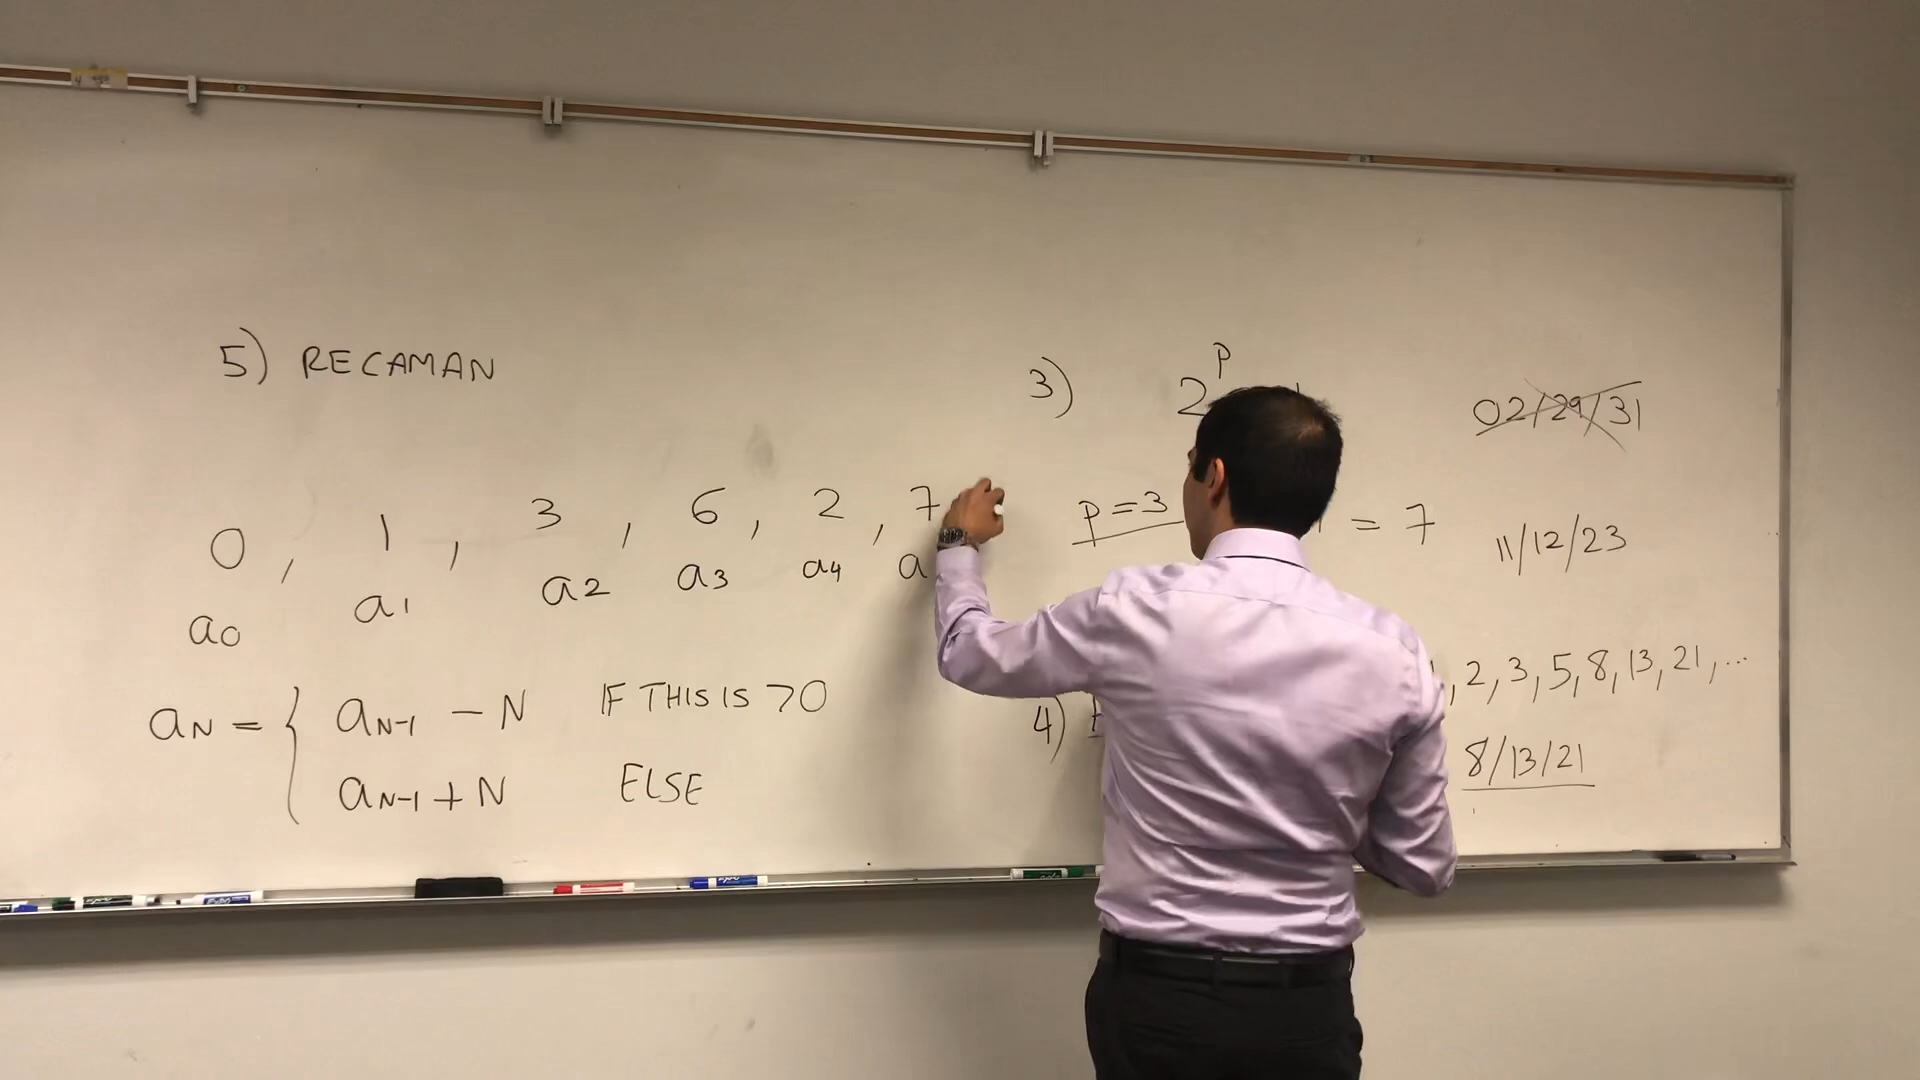 5) RECAMAN
0, 1, 3, 6, 2, 7
a0 a1 a2 a3 a4 a
aN = { aN-1 - N IF THIS IS >0
aN-1 + N ELSE
3) 2^p
p=3 = 7
4)
, 2, 3, 5, 8, 13, 21, ...
8/13/21
02/29/31
11/12/23